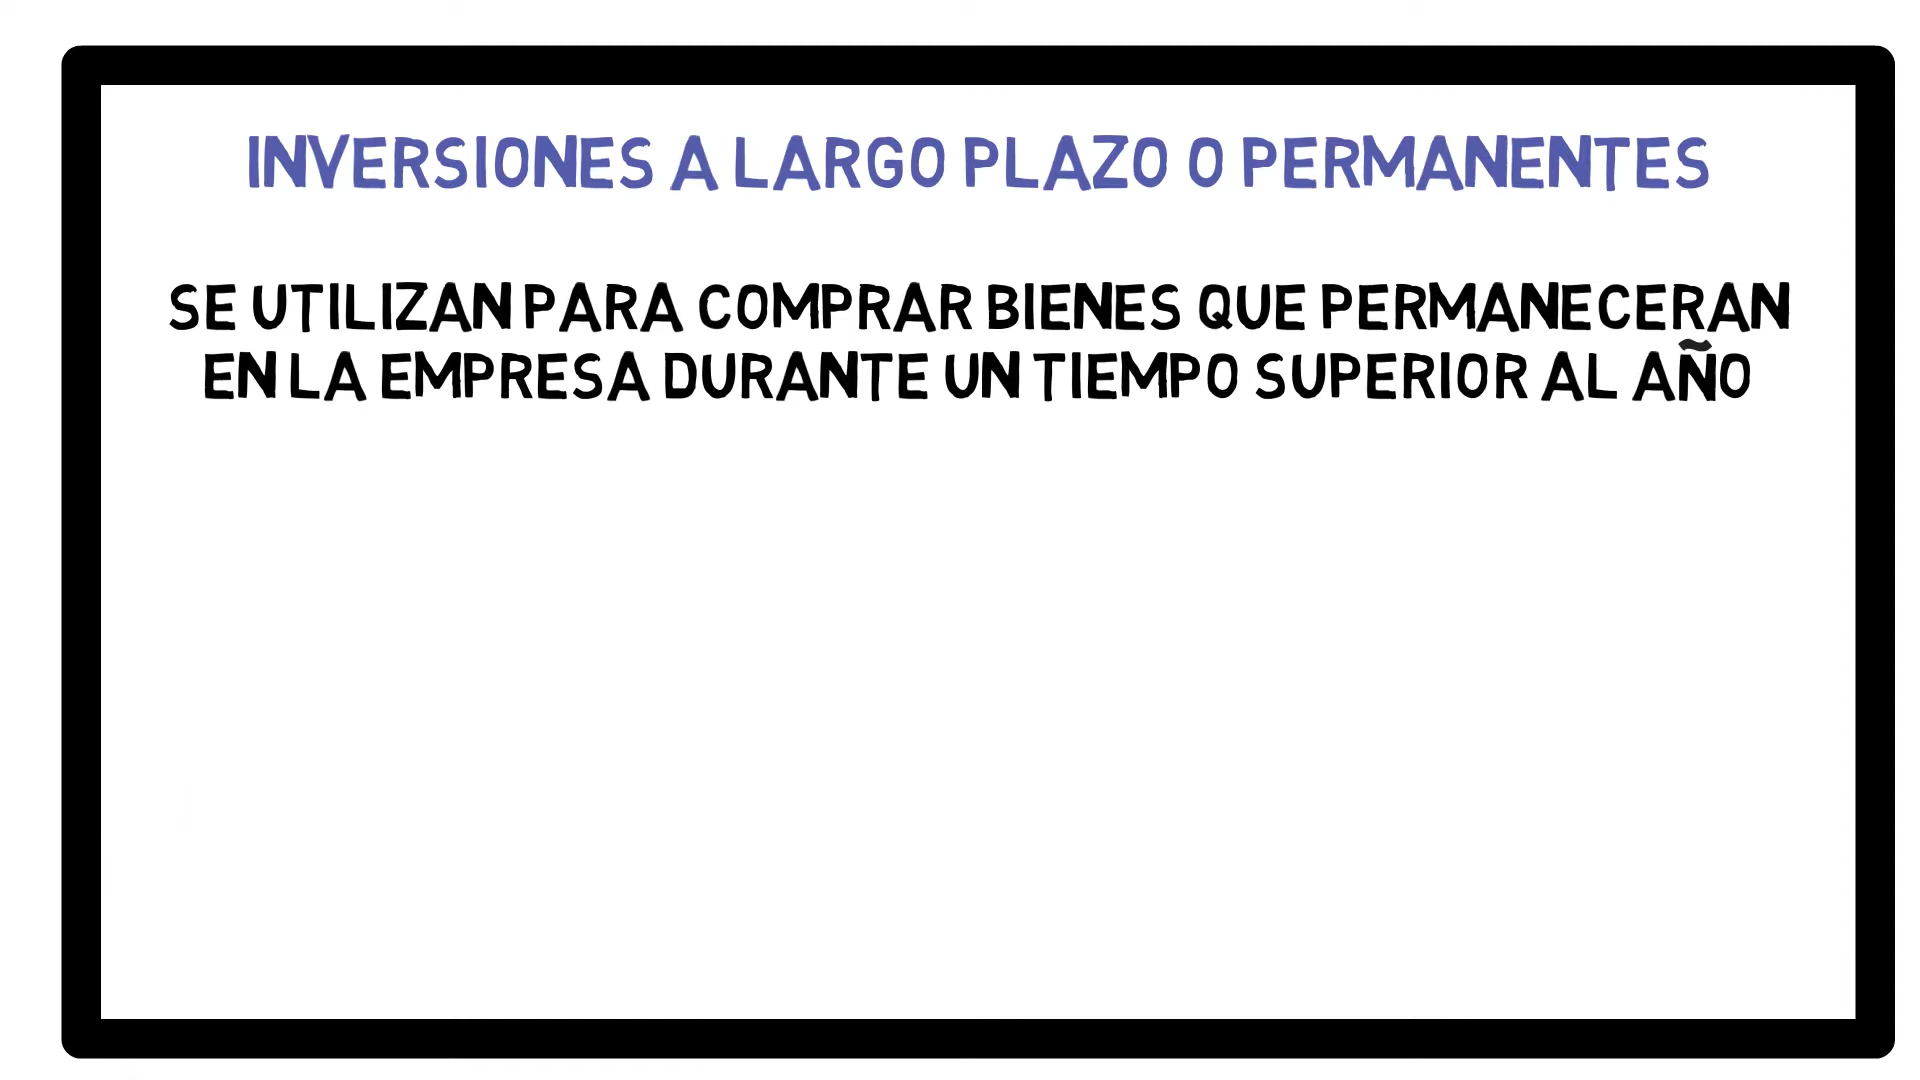 INVERSIONES A LARGO PLAZO O PERMANENTES
SE UTILIZAN PARA COMPRAR BIENES QUE PERMANECERAN
EN LA EMPRESA DURANTE UN TIEMPO SUPERIOR AL AÑO